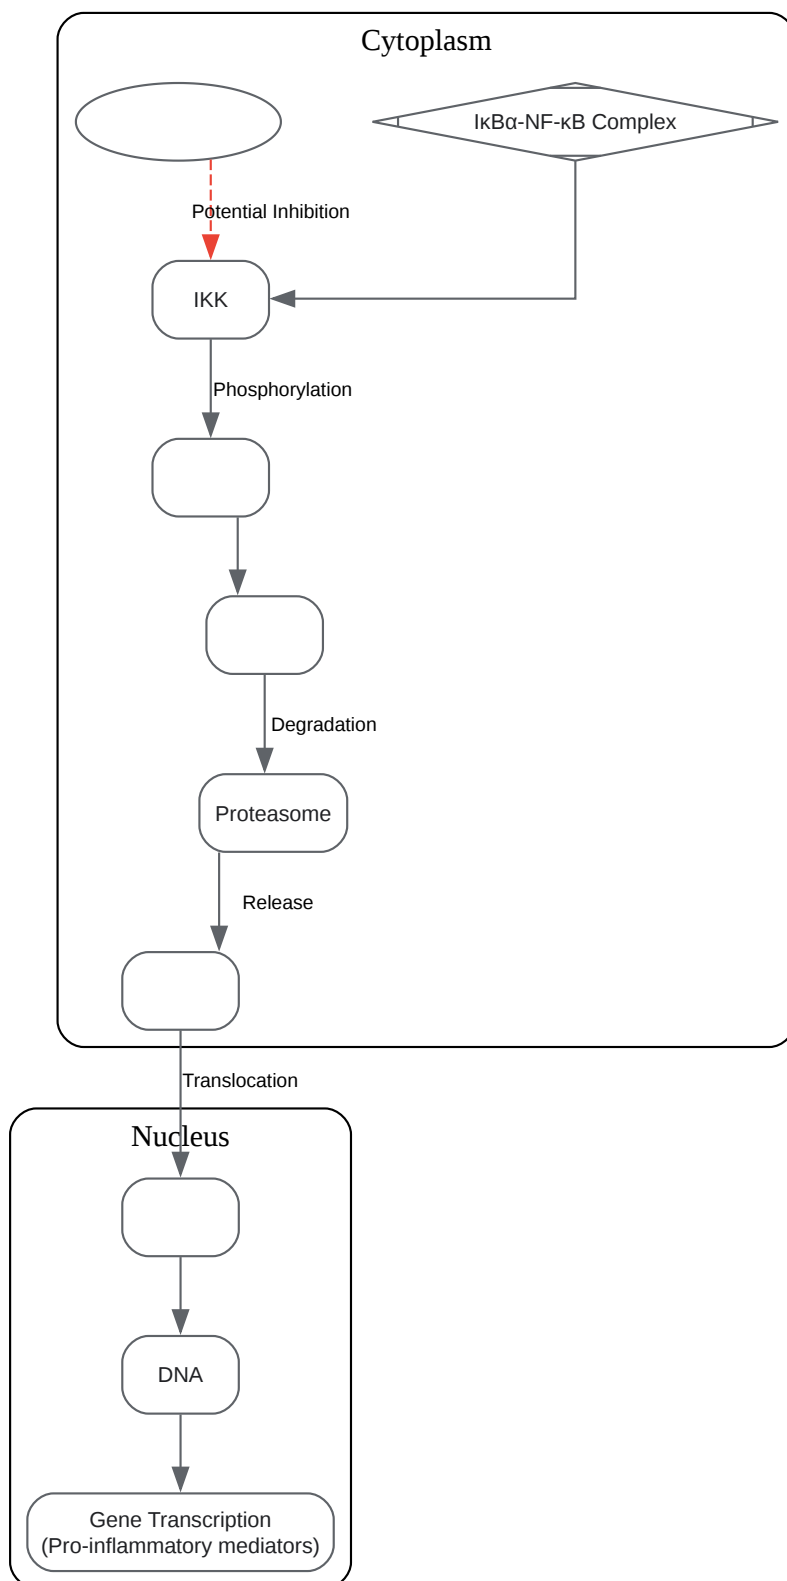 Cytoplasm
IκBα-NF-κB Complex
Potential Inhibition
IKK
Phosphorylation
Degradation
Proteasome
Release
Translocation
Nucleus
DNA
Gene Transcription
(Pro-inflammatory mediators)